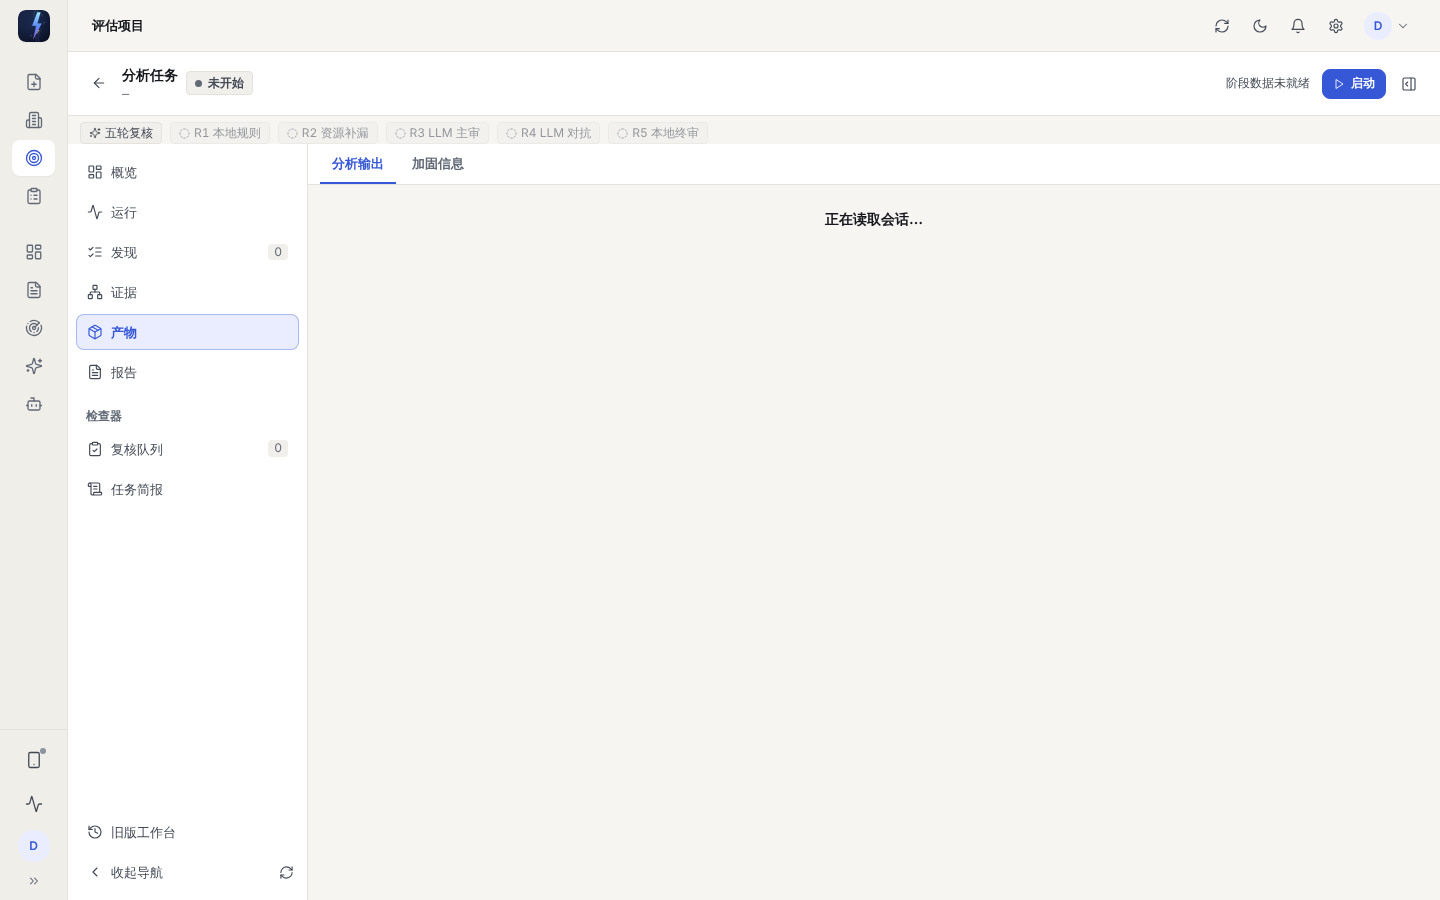 评估项目
D
分析任务
未开始
–
阶段数据未就绪
启动
五轮复核
R1 本地规则
R2 资源补漏
R3 LLM 主审
R4 LLM 对抗
R5 本地终审
概览
运行
发现
0
证据
产物
报告
检查器
复核队列
0
任务简报
分析输出
加固信息
正在读取会话...
旧版工作台
收起导航
D